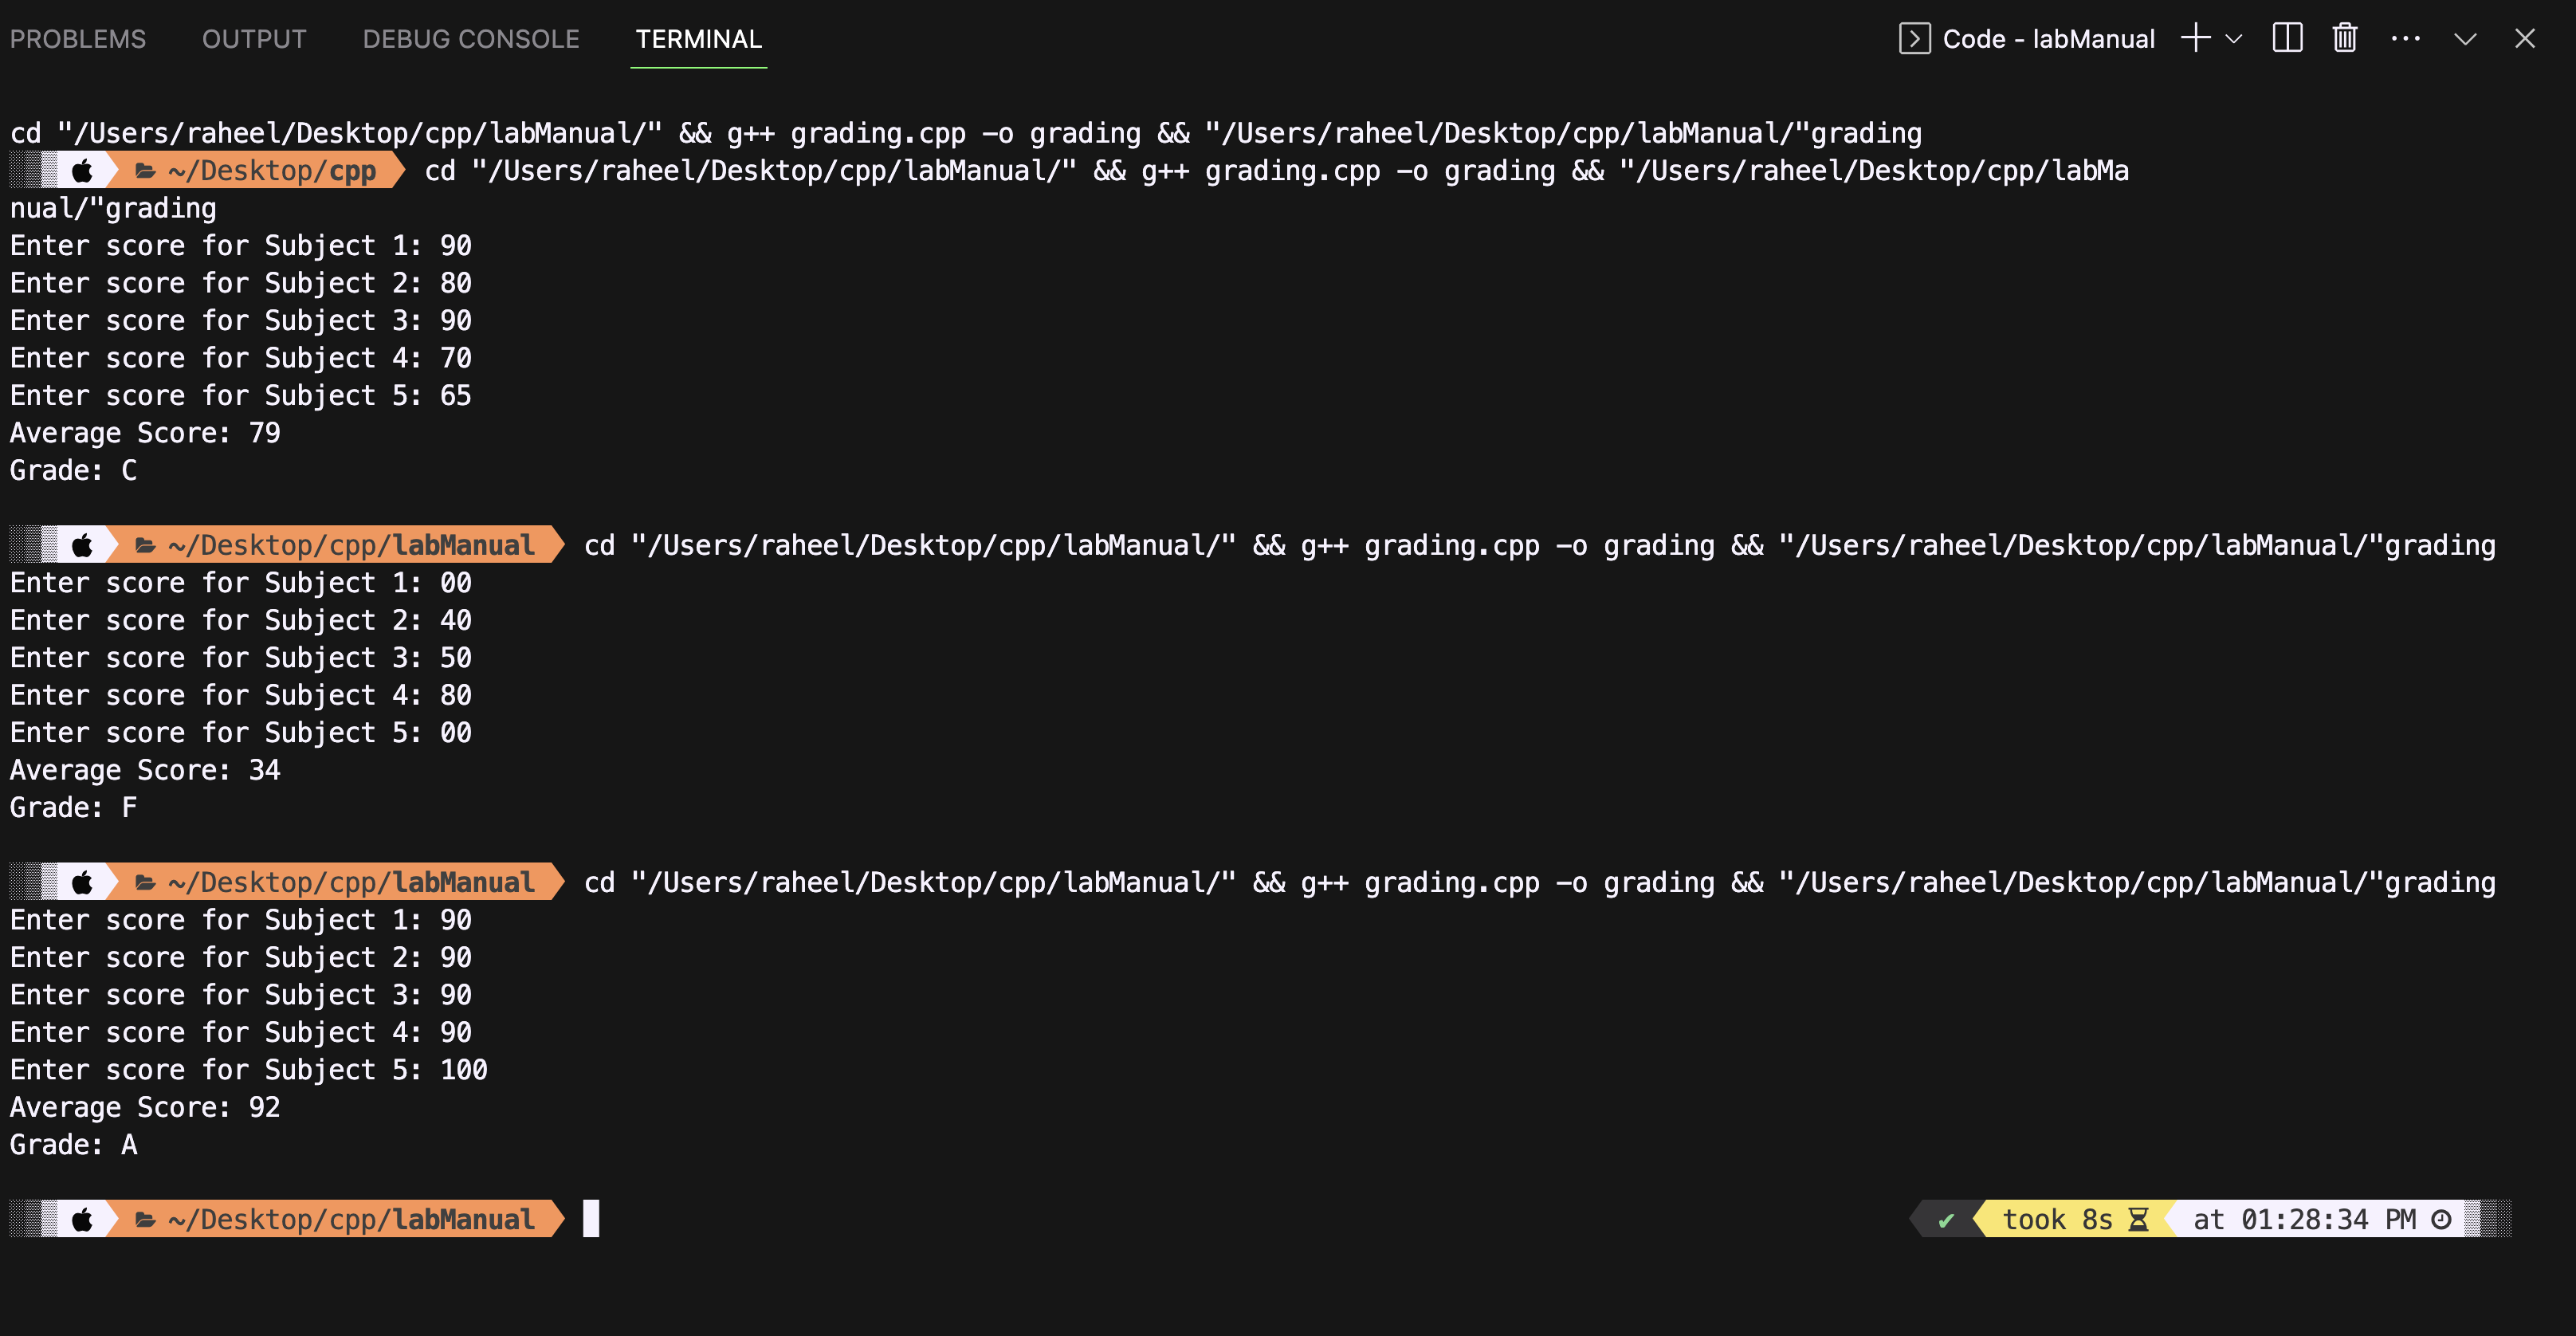 PROBLEMS OUTPUT DEBUG CONSOLE TERMINAL Code - labManual
cd "/Users/raheel/Desktop/cpp/labManual/" && g++ grading.cpp -o grading && "/Users/raheel/Desktop/cpp/labManual/"grading
~/Desktop/cpp cd "/Users/raheel/Desktop/cpp/labManual/" && g++ grading.cpp -o grading && "/Users/raheel/Desktop/cpp/labMa
nual/"grading
Enter score for Subject 1: 90
Enter score for Subject 2: 80
Enter score for Subject 3: 90
Enter score for Subject 4: 70
Enter score for Subject 5: 65
Average Score: 79
Grade: C
~/Desktop/cpp/labManual cd "/Users/raheel/Desktop/cpp/labManual/" && g++ grading.cpp -o grading && "/Users/raheel/Desktop/cpp/labManual/"grading
Enter score for Subject 1: 00
Enter score for Subject 2: 40
Enter score for Subject 3: 50
Enter score for Subject 4: 80
Enter score for Subject 5: 00
Average Score: 34
Grade: F
~/Desktop/cpp/labManual cd "/Users/raheel/Desktop/cpp/labManual/" && g++ grading.cpp -o grading && "/Users/raheel/Desktop/cpp/labManual/"grading
Enter score for Subject 1: 90
Enter score for Subject 2: 90
Enter score for Subject 3: 90
Enter score for Subject 4: 90
Enter score for Subject 5: 100
Average Score: 92
Grade: A
~/Desktop/cpp/labManual ✔ took 8s at 01:28:34 PM